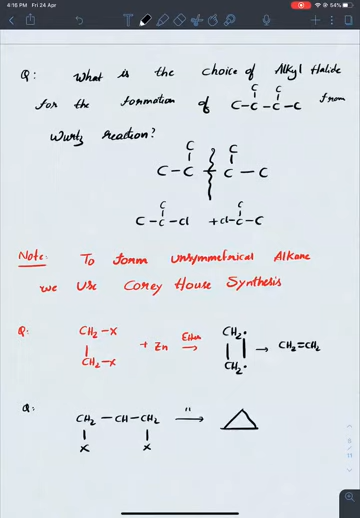 4:16 PM Fri 24 Apr
54%
Q: What is the choice of Alkyl Halide
C C
for the formation of C-C-C-C from
Wurtz reaction?
C C
C-C C-C
C C
C-C-Cl + Cl-C-C
Note: To form unsymmetrical Alkane
we use Corey House Synthesis
Q: CH2-X + Zn Ether → CH2• → CH2=CH2
CH2-X CH2•
Q: CH2-CH-CH2 " →
X X